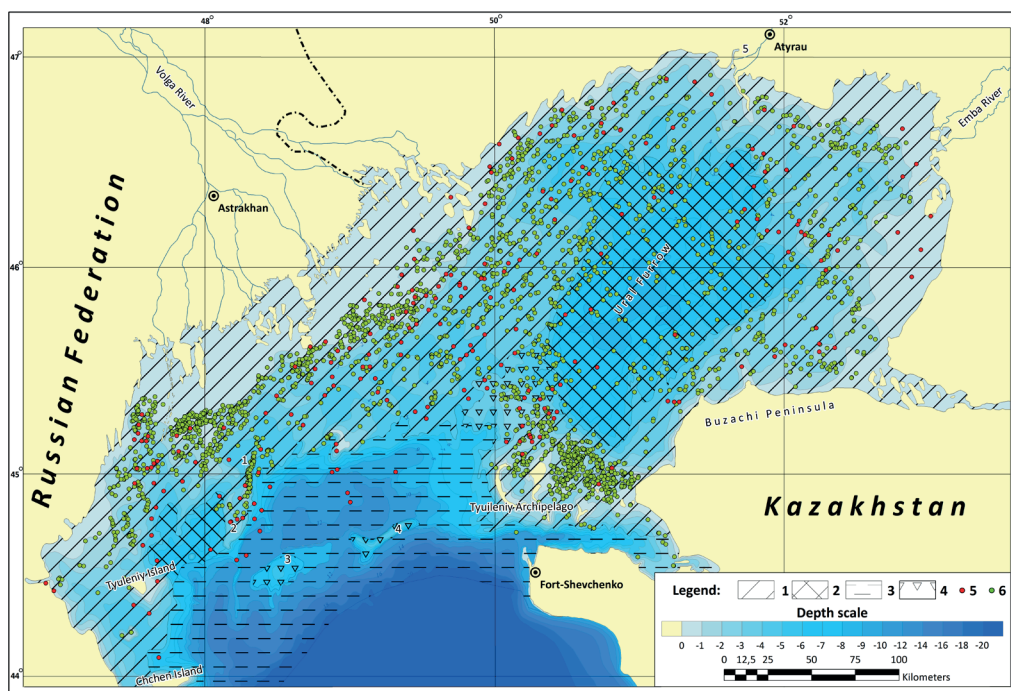 48° 50° 52°
47°
5
Atyrau
Volga River
Emba River
Astrakhan
Russian Federation
46°
Ural Furrow
Buzachi Peninsula
45°
1
Tyuileniy Archipelago
Kazakhstan
2
4
3
Tyuleniy Island
Fort-Shevchenko
Legend: 1 2 3 4 5 6
Depth scale
0 -1 -2 -3 -4 -5 -6 -7 -8 -9 -10 -12 -14 -16 -18 -20
0 12,5 25 50 75 100
Kilometers
Chchen Island
44°